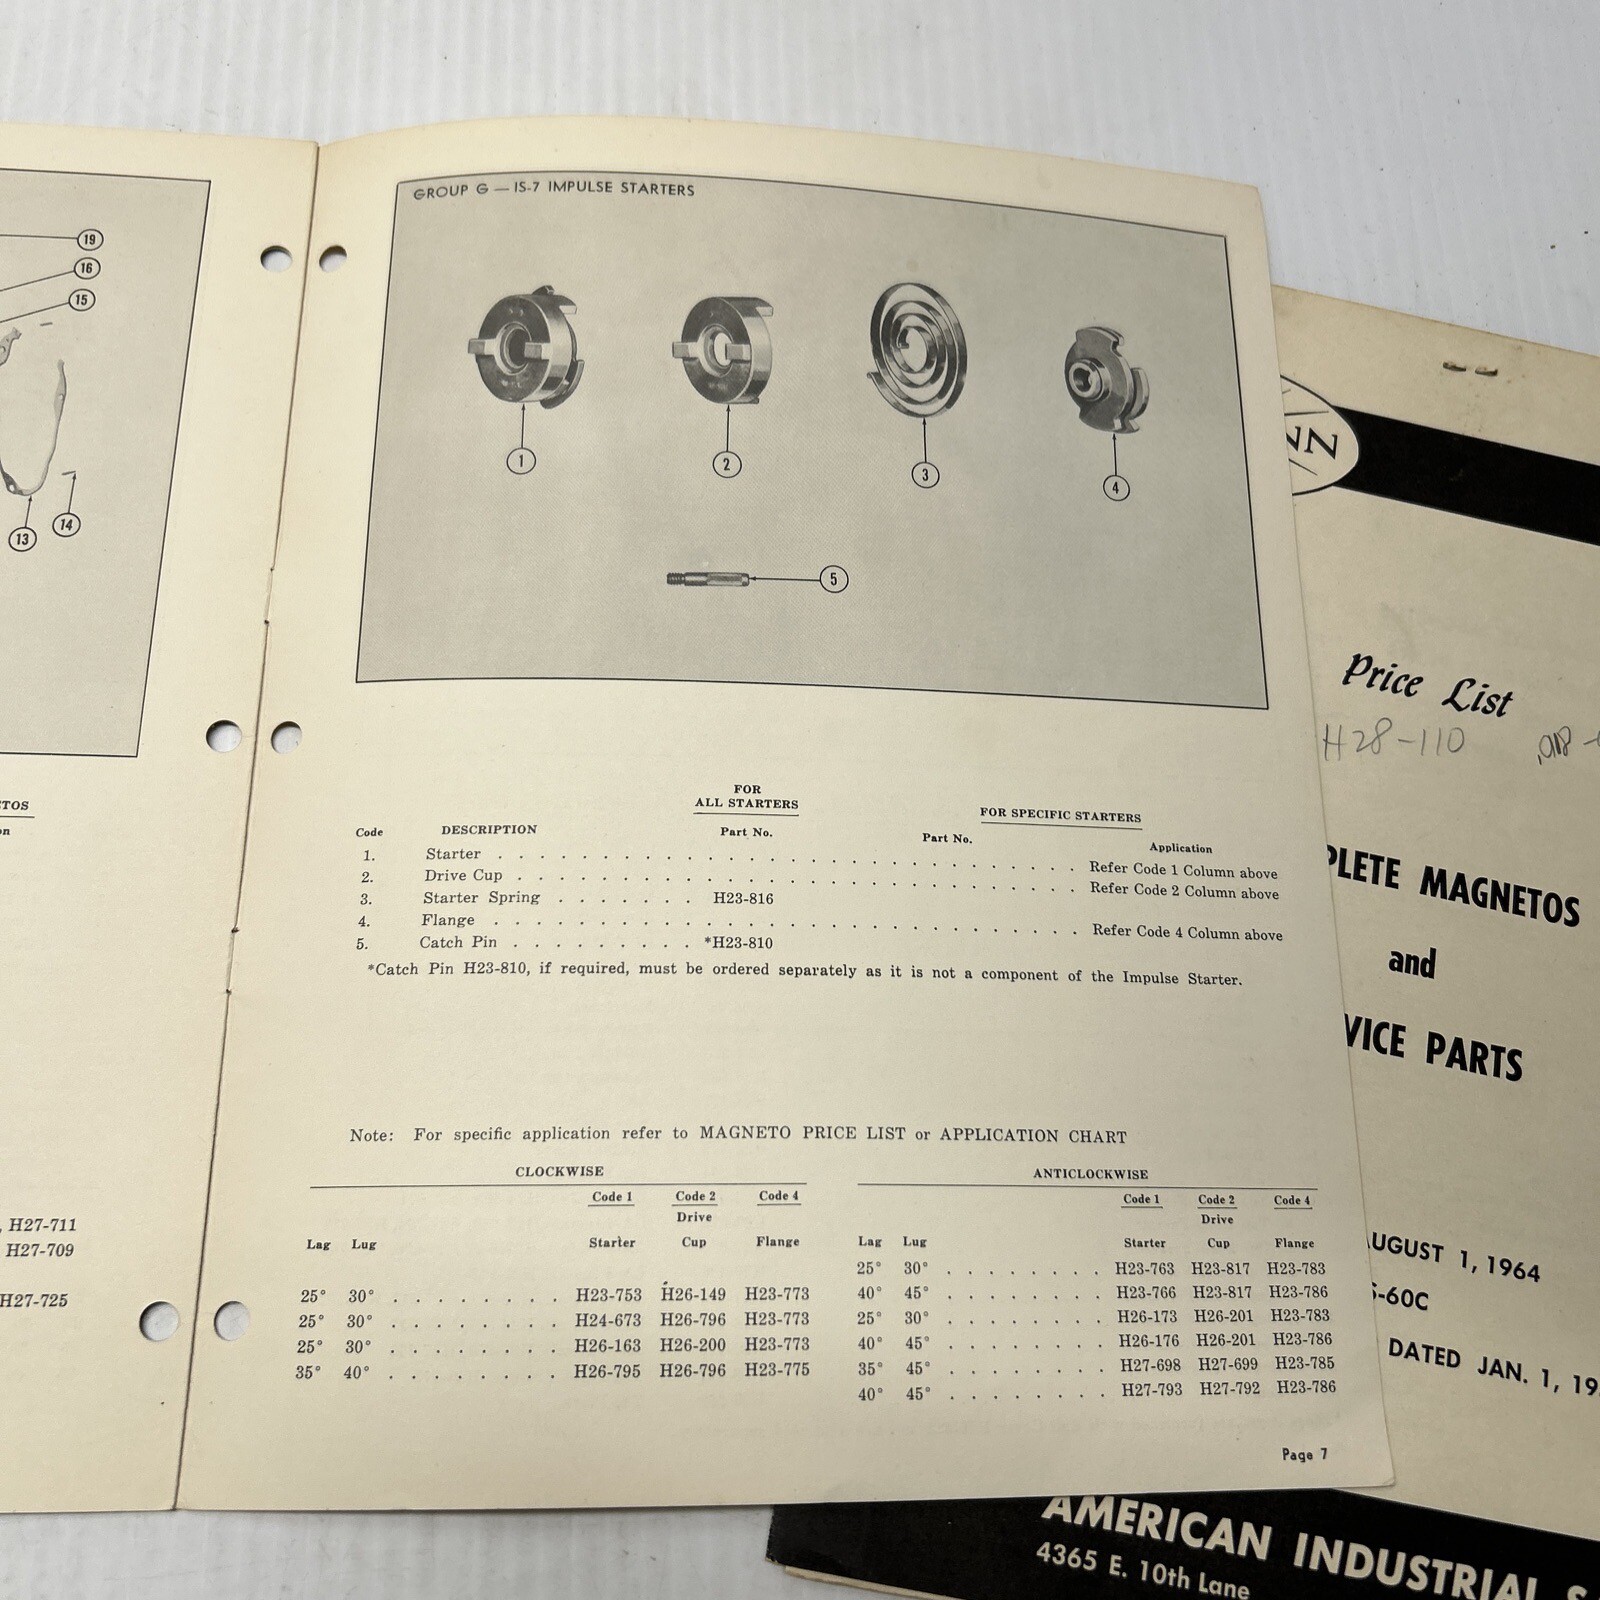 19
16
15
13
14
, H27-711
H27-709
H27-725
GROUP G — IS-7 IMPULSE STARTERS
1
2
3
4
5
FOR
ALL STARTERS
FOR SPECIFIC STARTERS
Code DESCRIPTION Part No. Part No. Application
1. Starter . . . . . . . . . . . . . . . . . . . . . . . . . . . . Refer Code 1 Column above
2. Drive Cup . . . . . . . . . . . . . . . . . . . . . . . . . . . Refer Code 2 Column above
3. Starter Spring . . . . . . . H23-816
4. Flange . . . . . . . . . . . . . . . . . . . . . . . . . . . . Refer Code 4 Column above
5. Catch Pin . . . . . . . . . *H23-810
*Catch Pin H23-810, if required, must be ordered separately as it is not a component of the Impulse Starter.
Note: For specific application refer to MAGNETO PRICE LIST or APPLICATION CHART
CLOCKWISE
Code 1 Code 2 Code 4
Drive
Lag Lug Starter Cup Flange
25° 30° . . . . . . . . H23-753 H26-149 H23-773
25° 30° . . . . . . . . H24-673 H26-796 H23-773
25° 30° . . . . . . . . H26-163 H26-200 H23-773
35° 40° . . . . . . . . H26-795 H26-796 H23-775
ANTICLOCKWISE
Code 1 Code 2 Code 4
Drive
Lag Lug Starter Cup Flange
25° 30° . . . . . . . . H23-763 H23-817 H23-783
40° 45° . . . . . . . . H23-766 H23-817 H23-786
25° 30° . . . . . . . . H26-173 H26-201 H23-783
40° 45° . . . . . . . . H26-176 H26-201 H23-786
35° 45° . . . . . . . . H27-698 H27-699 H23-785
40° 45° . . . . . . . . H27-793 H27-792 H23-786
Page 7
Price List
H28-110
MAGNETOS
and
PARTS
1, 1964
-60C
DATED JAN. 1,
AMERICAN INDUSTRIAL
4365 E. 10th Lane